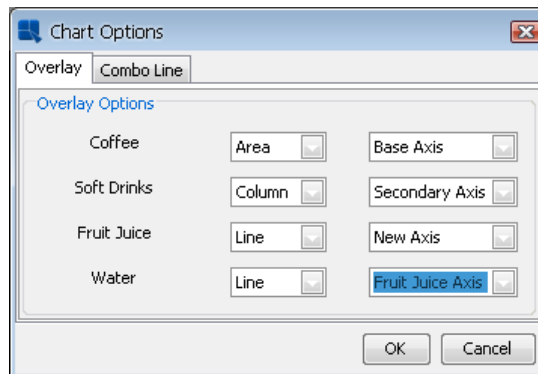 Chart Options
Overlay Combo Line
Overlay Options
Coffee Area Base Axis
Soft Drinks Column Secondary Axis
Fruit Juice Line New Axis
Water Line Fruit Juice Axis
OK Cancel